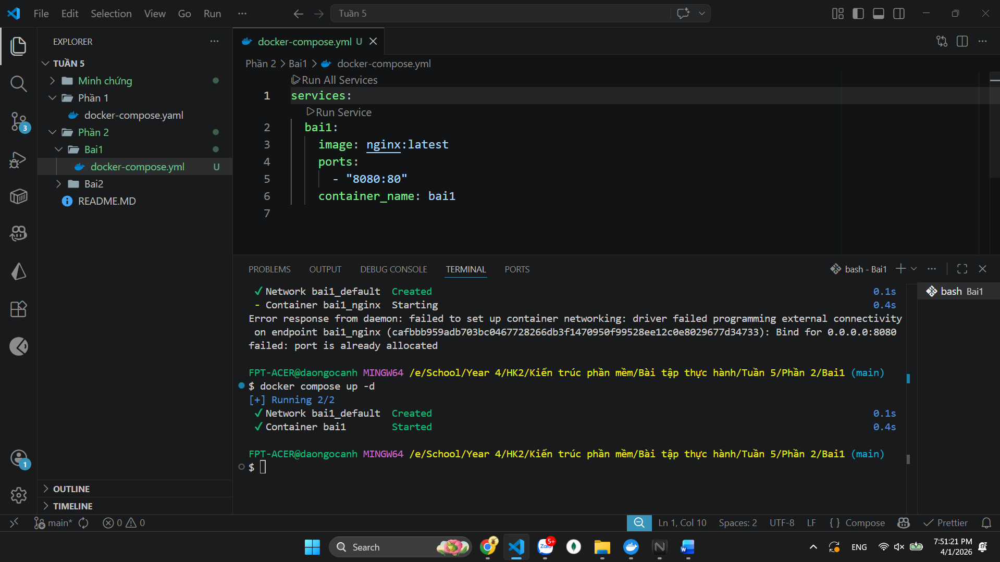 File Edit Selection View Go Run ···
Tuần 5
EXPLORER
TUẦN 5
Minh chứng
Phần 1
docker-compose.yaml
Phần 2
Bai1
docker-compose.yml U
Bai2
README.MD
OUTLINE
TIMELINE
3
1
docker-compose.yml U
Phần 2 > Bai1 > docker-compose.yml
Run All Services
1 services:
Run Service
2 bai1:
3 image: nginx:latest
4 ports:
5 - "8080:80"
6 container_name: bai1
7
PROBLEMS OUTPUT DEBUG CONSOLE TERMINAL PORTS
bash - Bai1
bash Bai1
✓ Network bai1_default Created 0.1s
- Container bai1_nginx Starting 0.4s
Error response from daemon: failed to set up container networking: driver failed programming external connectivity
on endpoint bai1_nginx (cafbbb959adb703bc0467728266db3f1470950f99528ee12c0e8029677d34733): Bind for 0.0.0.0:8080
failed: port is already allocated
FPT-ACER@daongocanh MINGW64 /e/School/Year 4/HK2/Kiến trúc phần mềm/Bài tập thực hành/Tuần 5/Phần 2/Bai1 (main)
$ docker compose up -d
[+] Running 2/2
✓ Network bai1_default Created 0.1s
✓ Container bai1 Started 0.4s
FPT-ACER@daongocanh MINGW64 /e/School/Year 4/HK2/Kiến trúc phần mềm/Bài tập thực hành/Tuần 5/Phần 2/Bai1 (main)
$
main* 0 0
Ln 1, Col 10 Spaces: 2 UTF-8 LF { } Compose Prettier
Search
Zalo
5+
N
W
ENG
7:51:21 PM
4/1/2026